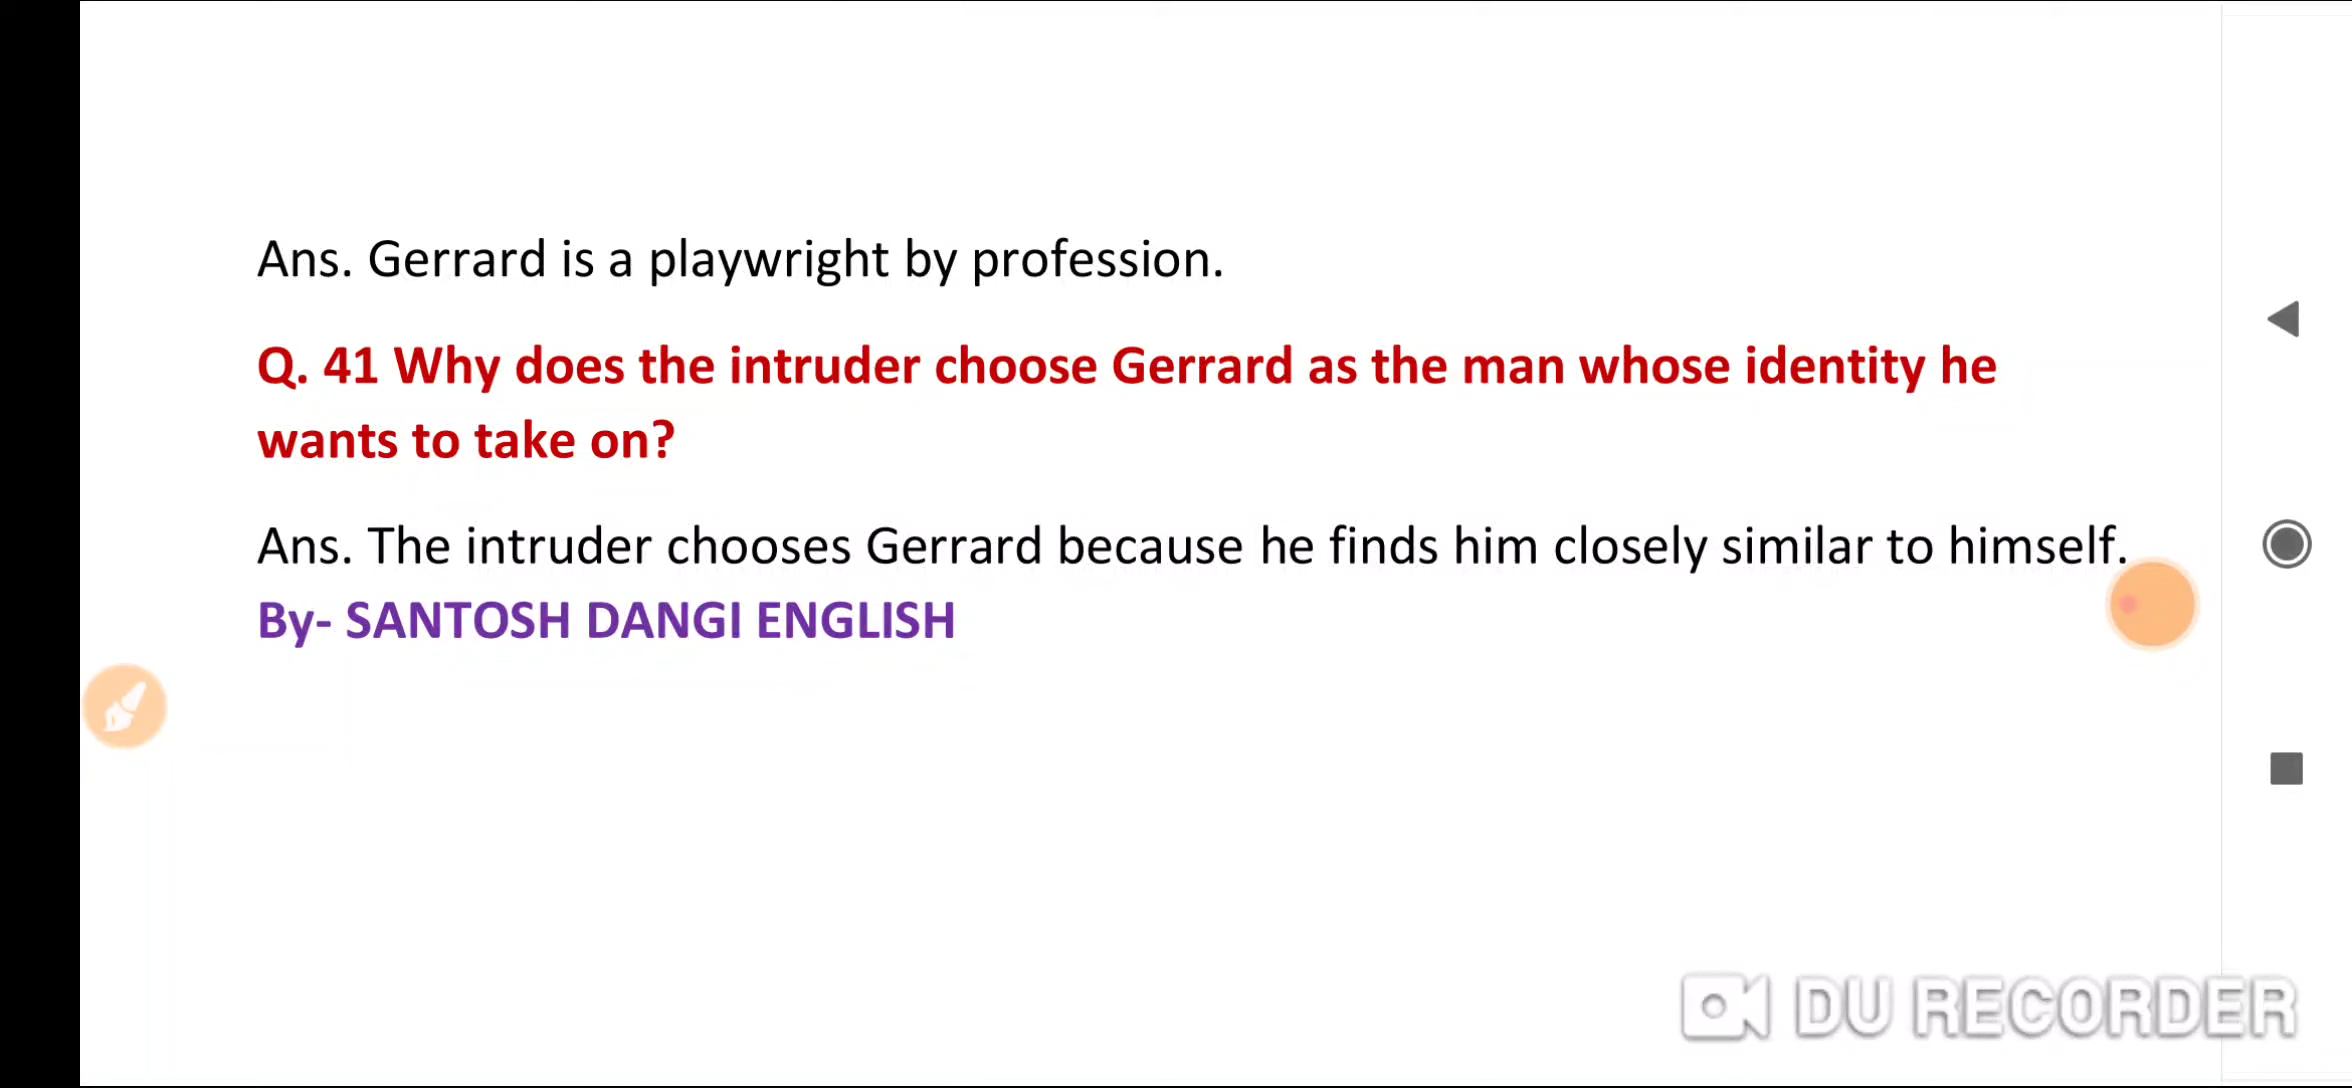 Ans. Gerrard is a playwright by profession.
Q. 41 Why does the intruder choose Gerrard as the man whose identity he
wants to take on?
Ans. The intruder chooses Gerrard because he finds him closely similar to himself.
By- SANTOSH DANGI ENGLISH
DU RECORDER